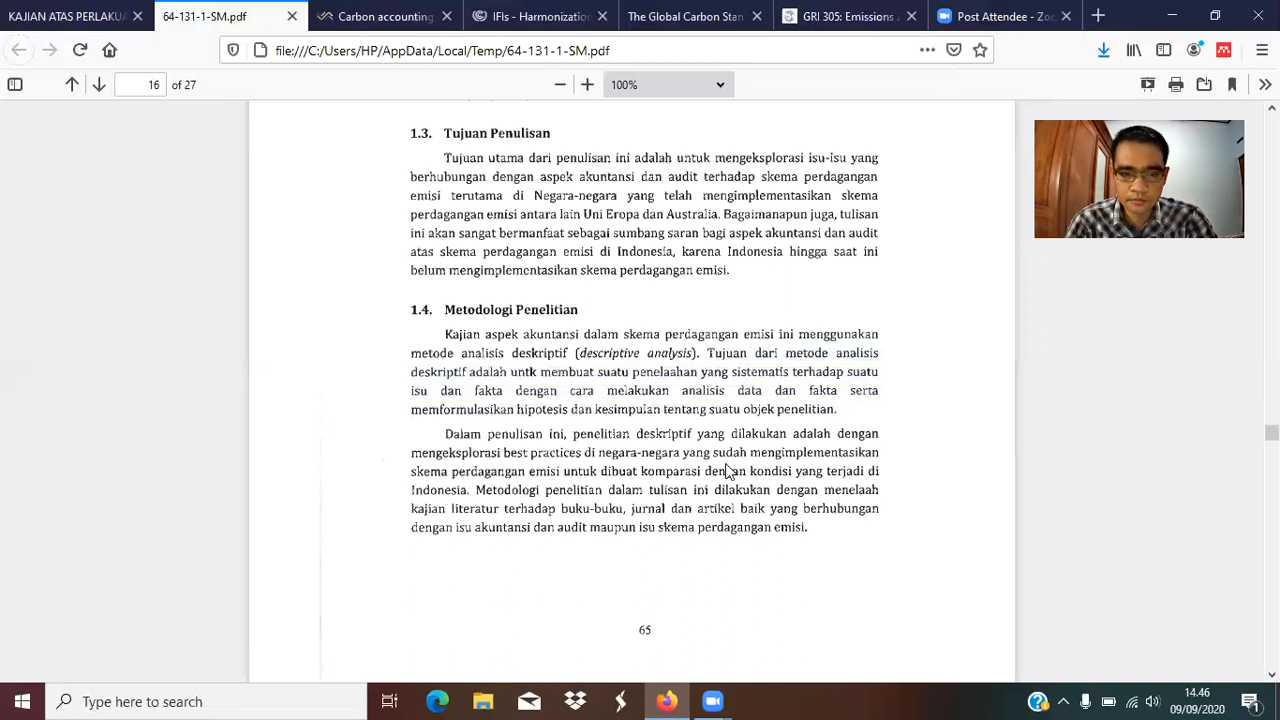 KAJIAN ATAS PERLAKUA
64-131-1-SM.pdf
Carbon accounting
IFIs - Harmonization
The Global Carbon Stan
GRI 305: Emissions
Post Attendee - Zoo
file:///C:/Users/HP/AppData/Local/Temp/64-131-1-SM.pdf
16 of 27
100%
1.3. Tujuan Penulisan
Tujuan utama dari penulisan ini adalah untuk mengeksplorasi isu-isu yang
berhubungan dengan aspek akuntansi dan audit terhadap skema perdagangan
emisi terutama di Negara-negara yang telah mengimplementasikan skema
perdagangan emisi antara lain Uni Eropa dan Australia. Bagaimanapun juga, tulisan
ini akan sangat bermanfaat sebagai sumbang saran bagi aspek akuntansi dan audit
atas skema perdagangan emisi di Indonesia, karena Indonesia hingga saat ini
belum mengimplementasikan skema perdagangan emisi.
1.4. Metodologi Penelitian
Kajian aspek akuntansi dalam skema perdagangan emisi ini menggunakan
metode analisis deskriptif (descriptive analysis). Tujuan dari metode analisis
deskriptif adalah untk membuat suatu penelaahan yang sistematis terhadap suatu
isu dan fakta dengan cara melakukan analisis data dan fakta serta
memformulasikan hipotesis dan kesimpulan tentang suatu objek penelitian.
Dalam penulisan ini, penelitian deskriptif yang dilakukan adalah dengan
mengeksplorasi best practices di negara-negara yang sudah mengimplementasikan
skema perdagangan emisi untuk dibuat komparasi dengan kondisi yang terjadi di
Indonesia. Metodologi penelitian dalam tulisan ini dilakukan dengan menelaah
kajian literatur terhadap buku-buku, jurnal dan artikel baik yang berhubungan
dengan isu akuntansi dan audit maupun isu skema perdagangan emisi.
65
Type here to search
14.46
09/09/2020